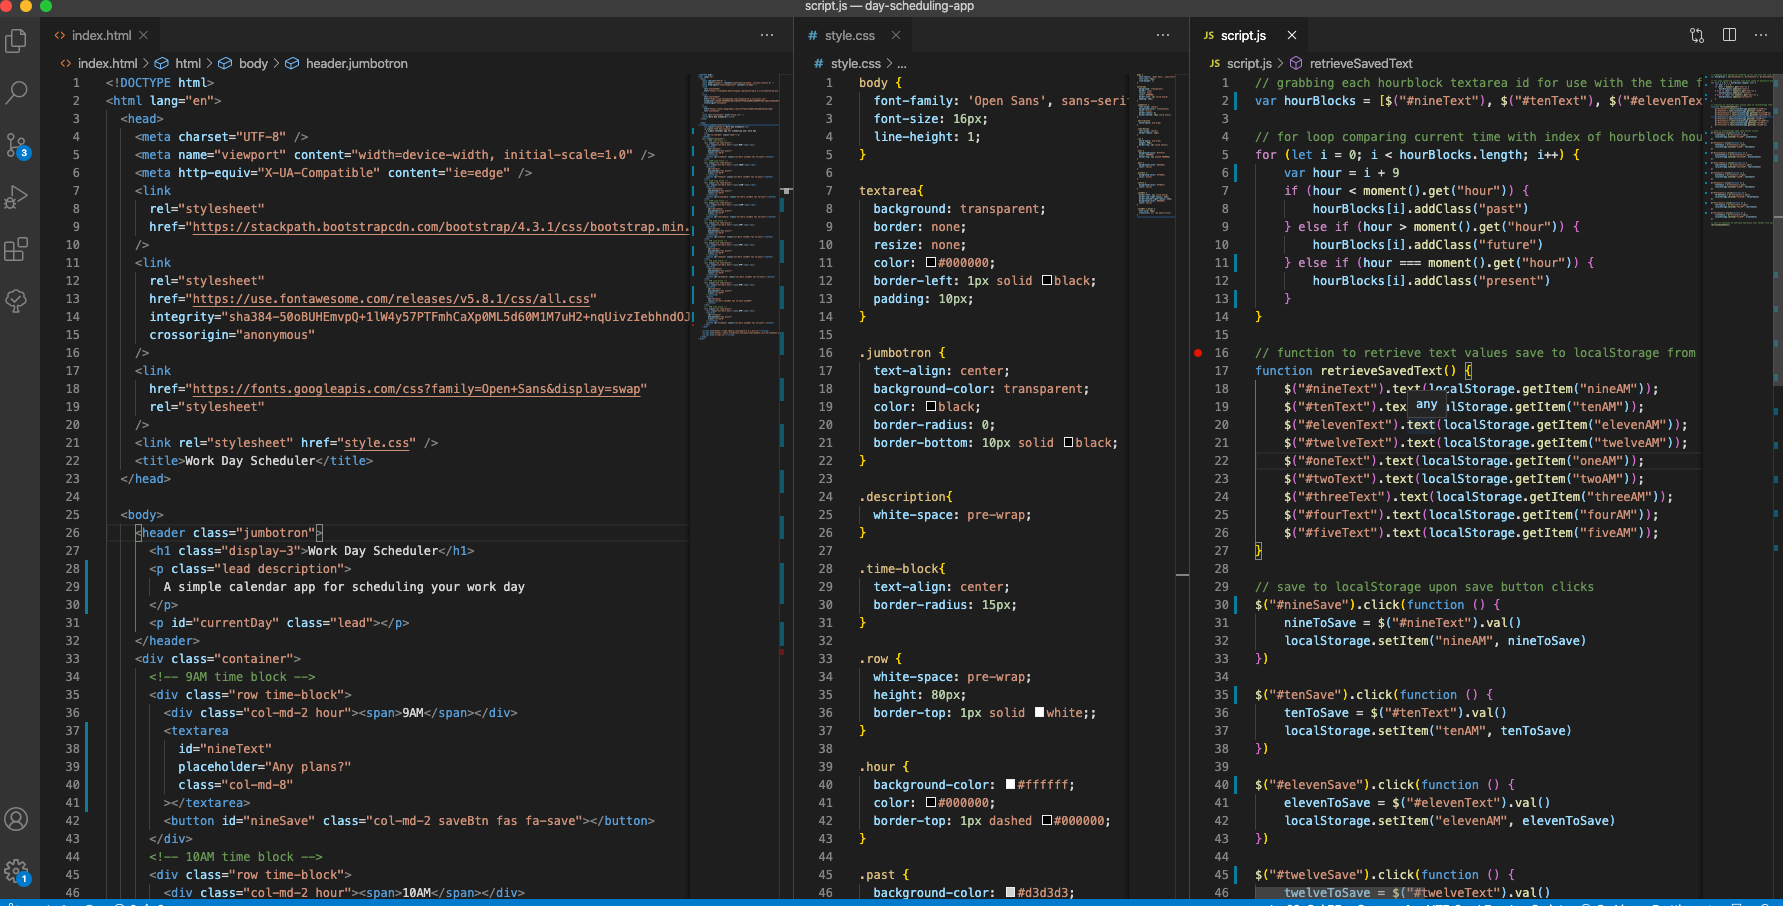 script.js — day-scheduling-app
index.html
index.html > html > body > header.jumbotron
1 <!DOCTYPE html>
2 <html lang="en">
3 <head>
4 <meta charset="UTF-8" />
5 <meta name="viewport" content="width=device-width, initial-scale=1.0" />
6 <meta http-equiv="X-UA-Compatible" content="ie=edge" />
7 <link
8 rel="stylesheet"
9 href="https://stackpath.bootstrapcdn.com/bootstrap/4.3.1/css/bootstrap.min.
10 />
11 <link
12 rel="stylesheet"
13 href="https://use.fontawesome.com/releases/v5.8.1/css/all.css"
14 integrity="sha384-50oBUHEmvpQ+1lW4y57PTFmhCaXp0ML5d60M1M7uH2+nqUivzIebhndOJ
15 crossorigin="anonymous"
16 />
17 <link
18 href="https://fonts.googleapis.com/css?family=Open+Sans&display=swap"
19 rel="stylesheet"
20 />
21 <link rel="stylesheet" href="style.css" />
22 <title>Work Day Scheduler</title>
23 </head>
24
25 <body>
26 <header class="jumbotron">
27 <h1 class="display-3">Work Day Scheduler</h1>
28 <p class="lead description">
29 A simple calendar app for scheduling your work day
30 </p>
31 <p id="currentDay" class="lead"></p>
32 </header>
33 <div class="container">
34 <!-- 9AM time block -->
35 <div class="row time-block">
36 <div class="col-md-2 hour"><span>9AM</span></div>
37 <textarea
38 id="nineText"
39 placeholder="Any plans?"
40 class="col-md-8"
41 ></textarea>
42 <button id="nineSave" class="col-md-2 saveBtn fas fa-save"></button>
43 </div>
44 <!-- 10AM time block -->
45 <div class="row time-block">
46 <div class="col-md-2 hour"><span>10AM</span></div>
# style.css
# style.css > ...
1 body {
2 font-family: 'Open Sans', sans-serif
3 font-size: 16px;
4 line-height: 1;
5 }
6
7 textarea{
8 background: transparent;
9 border: none;
10 resize: none;
11 color: #000000;
12 border-left: 1px solid black;
13 padding: 10px;
14 }
15
16 .jumbotron {
17 text-align: center;
18 background-color: transparent;
19 color: black;
20 border-radius: 0;
21 border-bottom: 10px solid black;
22 }
23
24 .description{
25 white-space: pre-wrap;
26 }
27
28 .time-block{
29 text-align: center;
30 border-radius: 15px;
31 }
32
33 .row {
34 white-space: pre-wrap;
35 height: 80px;
36 border-top: 1px solid white;;
37 }
38
39 .hour {
40 background-color: #ffffff;
41 color: #000000;
42 border-top: 1px dashed #000000;
43 }
44
45 .past {
46 background-color: #d3d3d3;
JS script.js
JS script.js > retrieveSavedText
1 // grabbing each hourblock textarea id for use with the time f
2 var hourBlocks = [$("#nineText"), $("#tenText"), $("#elevenTex
3
4 // for loop comparing current time with index of hourblock hou
5 for (let i = 0; i < hourBlocks.length; i++) {
6 var hour = i + 9
7 if (hour < moment().get("hour")) {
8 hourBlocks[i].addClass("past")
9 } else if (hour > moment().get("hour")) {
10 hourBlocks[i].addClass("future")
11 } else if (hour === moment().get("hour")) {
12 hourBlocks[i].addClass("present")
13 }
14 }
15
16 // function to retrieve text values save to localStorage from
17 function retrieveSavedText() {
18 $("#nineText").text(localStorage.getItem("nineAM"));
19 $("#tenText").text(localStorage.getItem("tenAM"));
any
20 $("#elevenText").text(localStorage.getItem("elevenAM"));
21 $("#twelveText").text(localStorage.getItem("twelveAM"));
22 $("#oneText").text(localStorage.getItem("oneAM"));
23 $("#twoText").text(localStorage.getItem("twoAM"));
24 $("#threeText").text(localStorage.getItem("threeAM"));
25 $("#fourText").text(localStorage.getItem("fourAM"));
26 $("#fiveText").text(localStorage.getItem("fiveAM"));
27 }
28
29 // save to localStorage upon save button clicks
30 $("#nineSave").click(function () {
31 nineToSave = $("#nineText").val()
32 localStorage.setItem("nineAM", nineToSave)
33 })
34
35 $("#tenSave").click(function () {
36 tenToSave = $("#tenText").val()
37 localStorage.setItem("tenAM", tenToSave)
38 })
39
40 $("#elevenSave").click(function () {
41 elevenToSave = $("#elevenText").val()
42 localStorage.setItem("elevenAM", elevenToSave)
43 })
44
45 $("#twelveSave").click(function () {
46 twelveToSave = $("#twelveText").val()
3
1